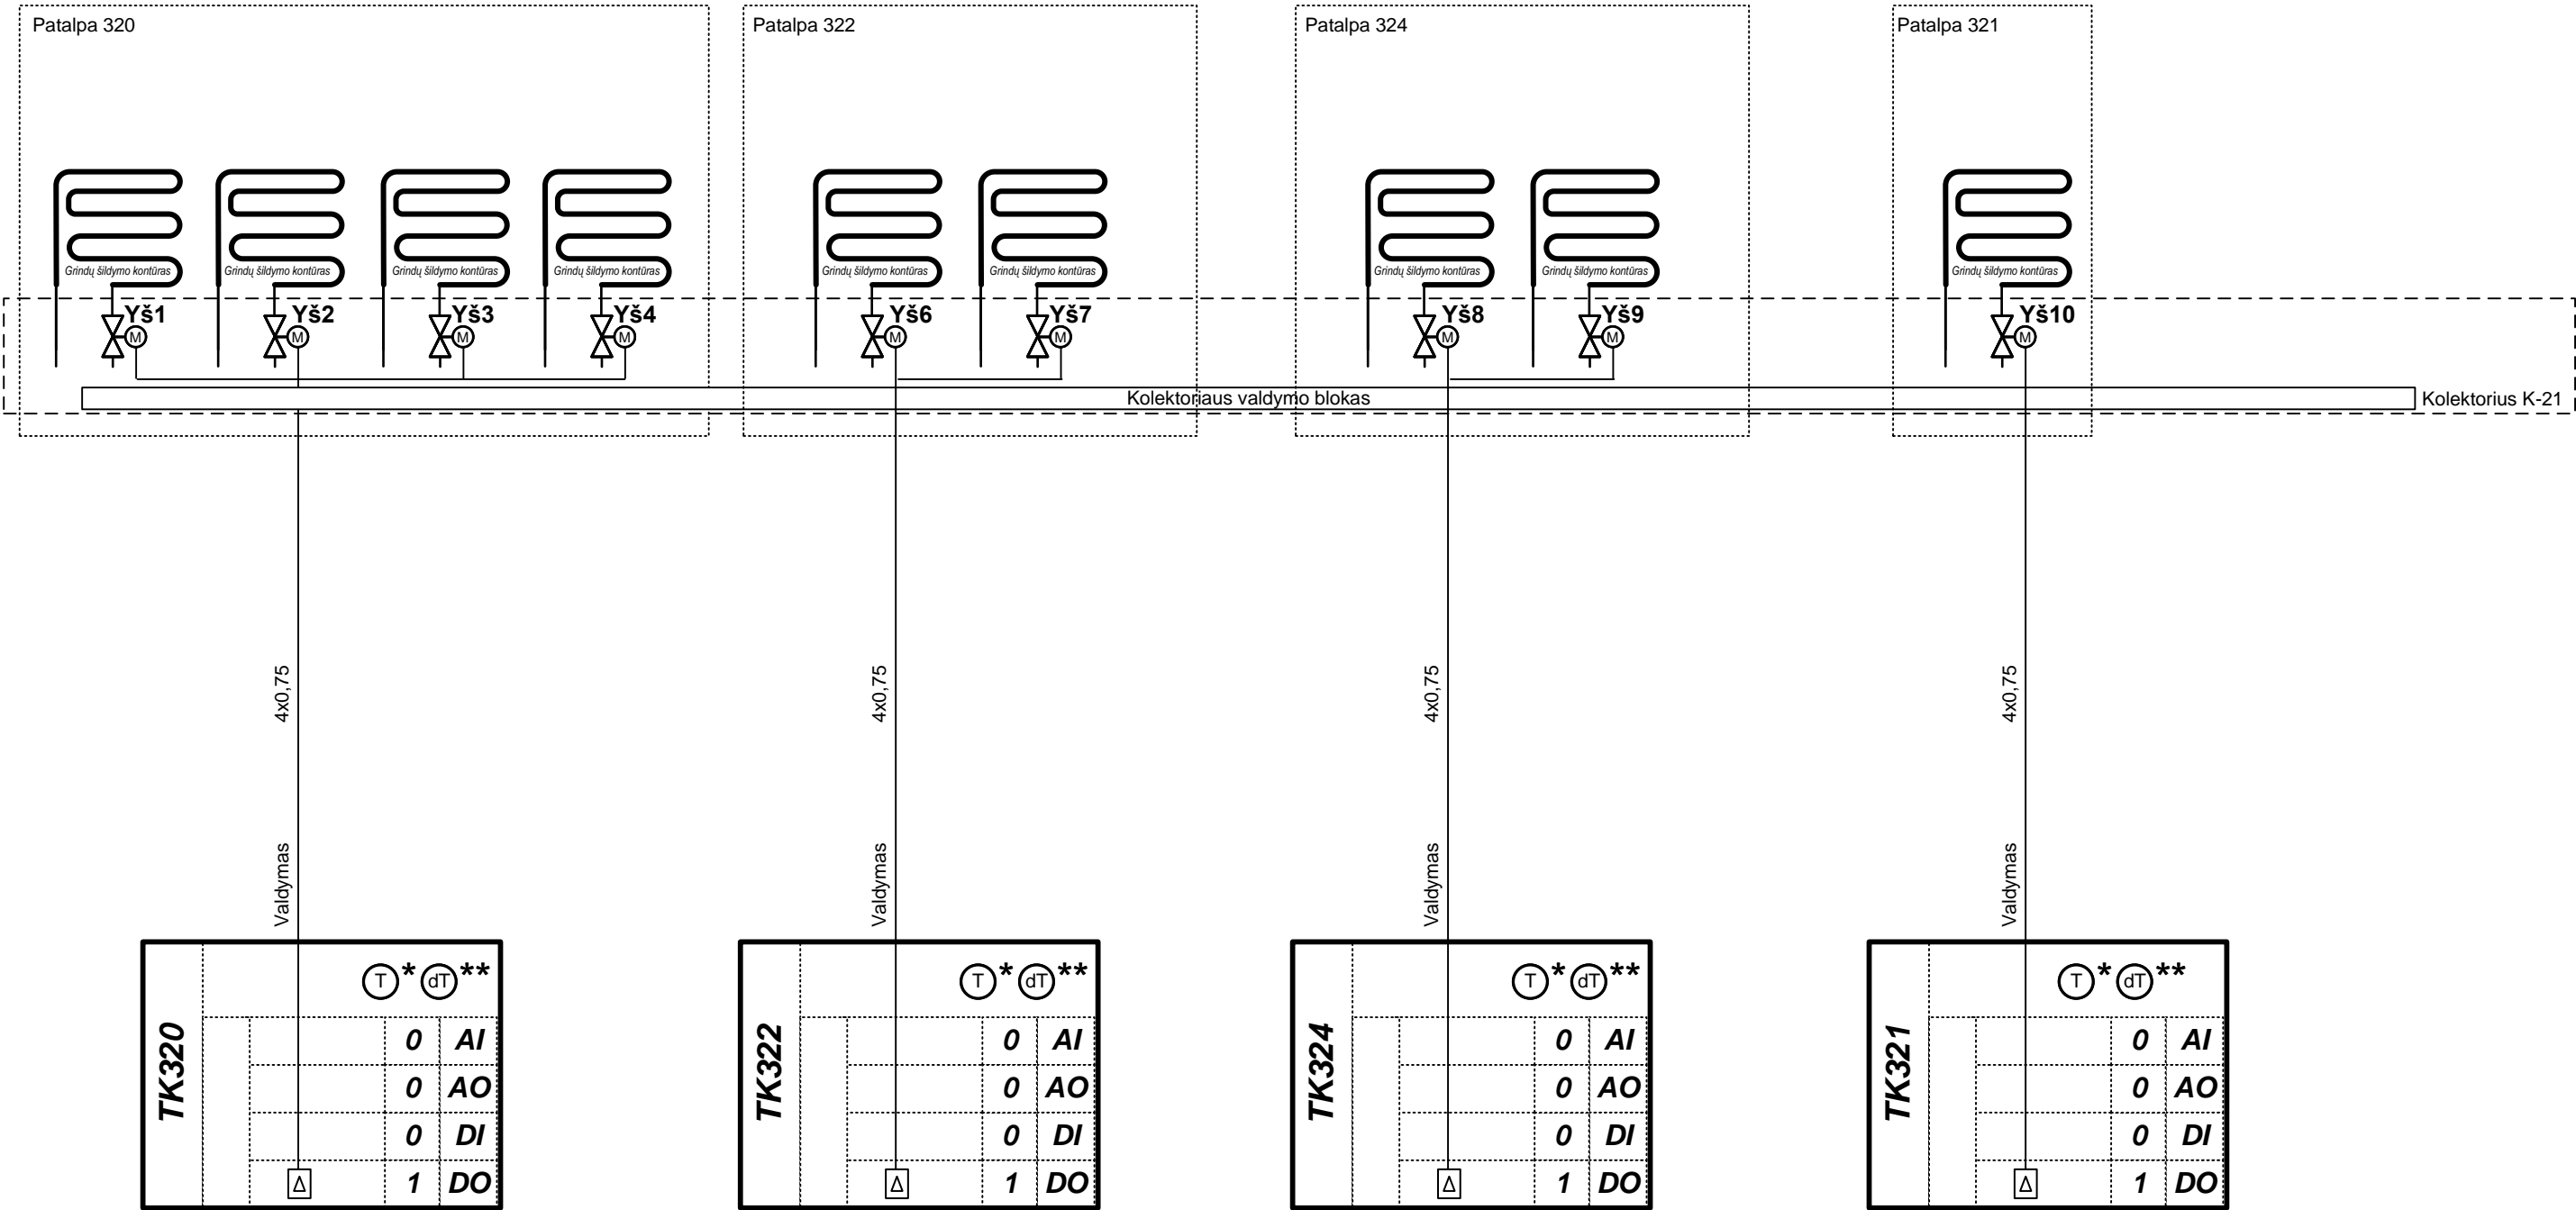 Patalpa 320
Patalpa 322
Patalpa 324
Patalpa 321
Grindų šildymo kontūras
Grindų šildymo kontūras
Grindų šildymo kontūras
Grindų šildymo kontūras
Grindų šildymo kontūras
Grindų šildymo kontūras
Grindų šildymo kontūras
Grindų šildymo kontūras
Grindų šildymo kontūras
Yš1
Yš2
Yš3
Yš4
Yš6
Yš7
Yš8
Yš9
Yš10
M
M
M
M
M
M
M
M
M
Kolektoriaus valdymo blokas
Kolektorius K-21
4x0,75
4x0,75
4x0,75
4x0,75
Valdymas
Valdymas
Valdymas
Valdymas
TK320
T * dT **
0 AI
0 AO
0 DI
Δ 1 DO
TK322
T * dT **
0 AI
0 AO
0 DI
Δ 1 DO
TK324
T * dT **
0 AI
0 AO
0 DI
Δ 1 DO
TK321
T * dT **
0 AI
0 AO
0 DI
Δ 1 DO